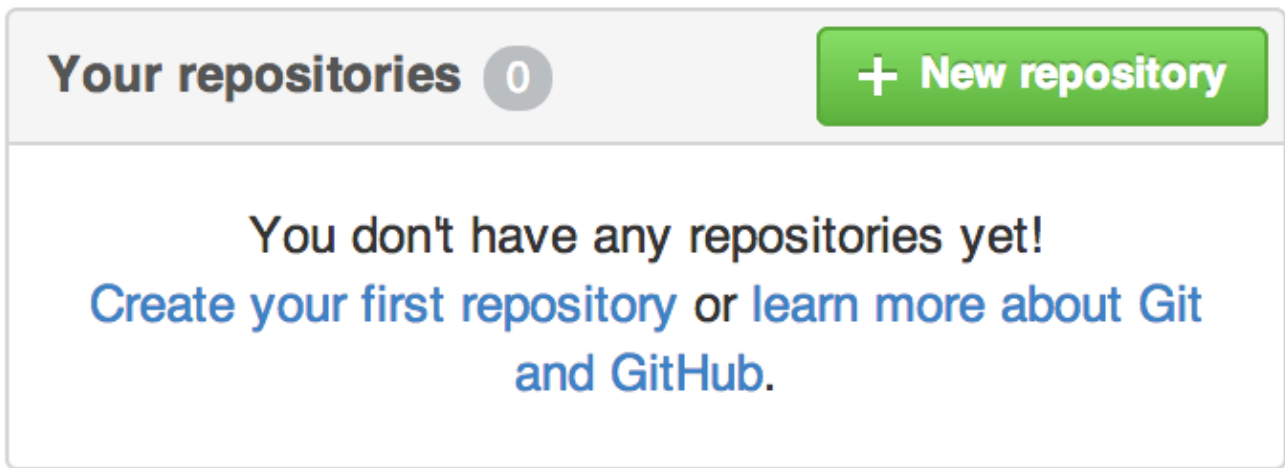 Your repositories 0
+ New repository
You don't have any repositories yet!
Create your first repository or learn more about Git
and GitHub.